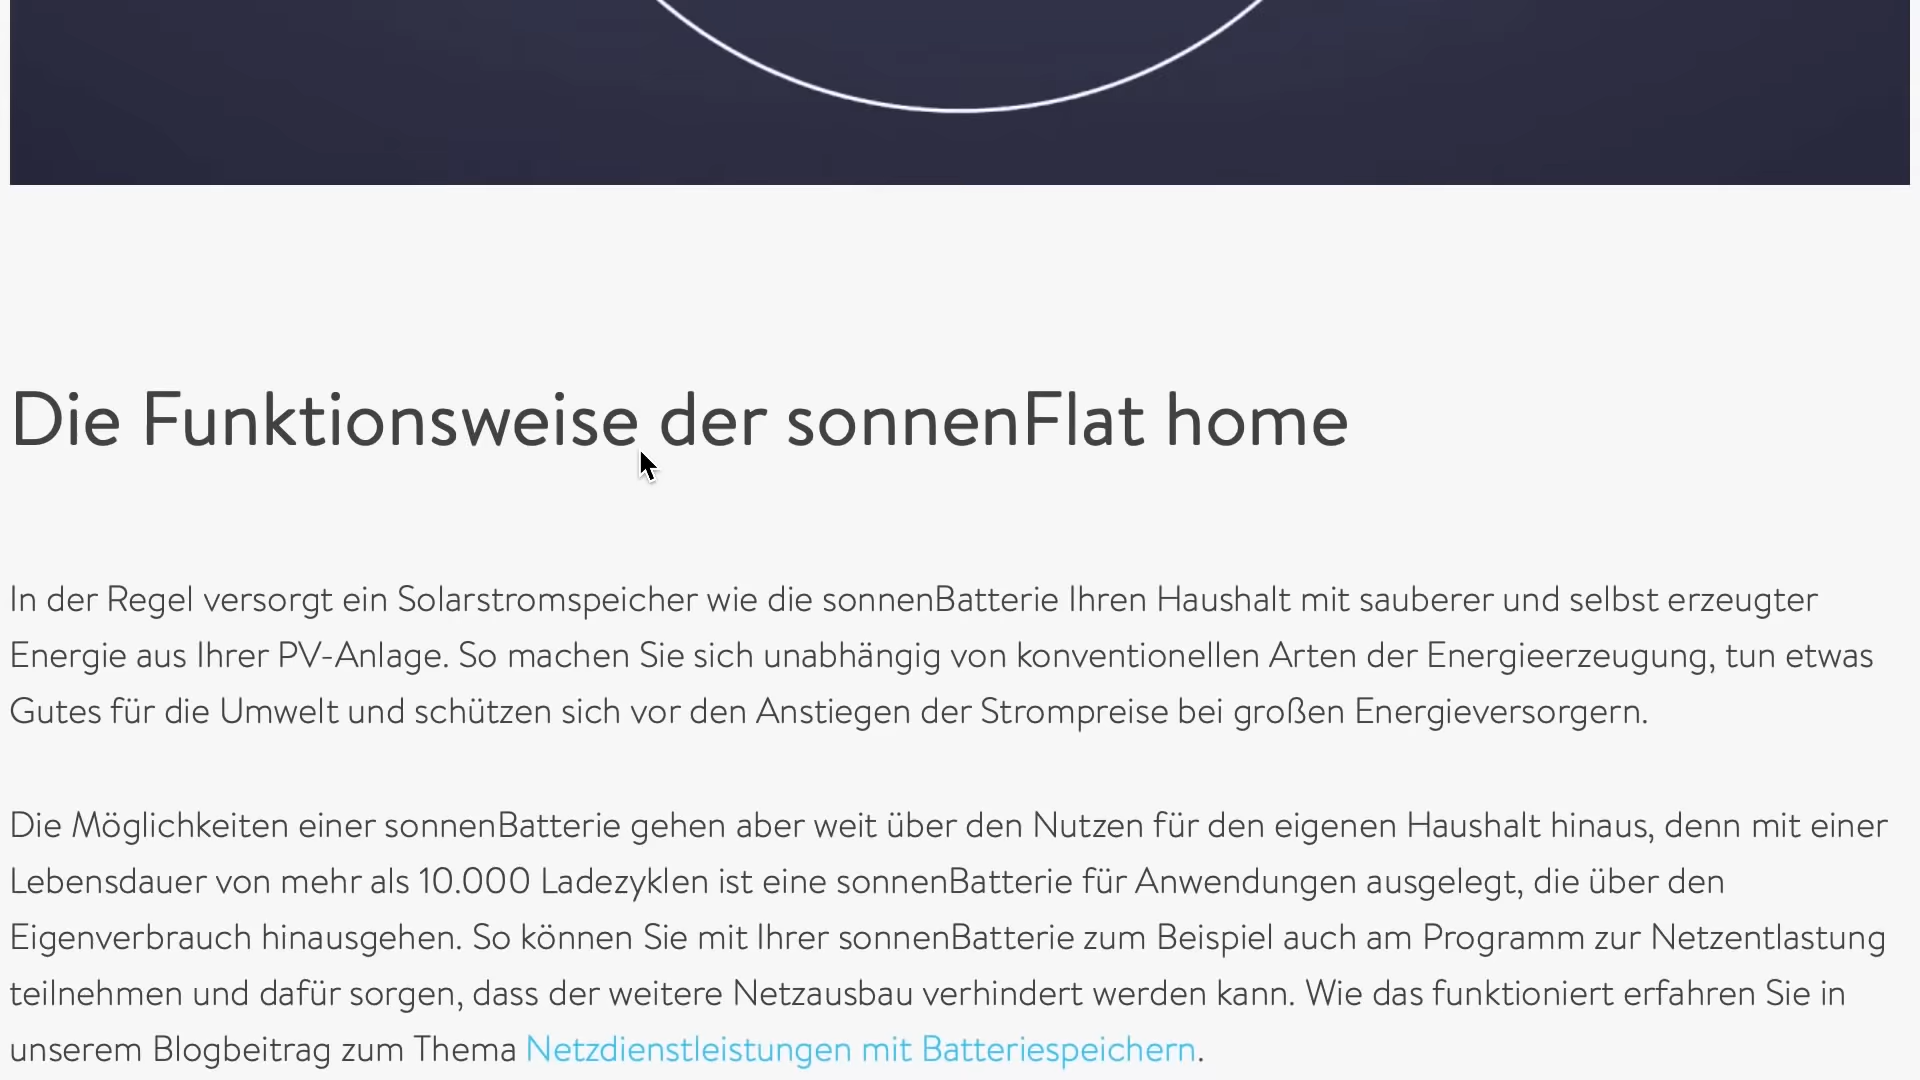 Die Funktionsweise der sonnenFlat home
In der Regel versorgt ein Solarstromspeicher wie die sonnenBatterie Ihren Haushalt mit sauberer und selbst erzeugter
Energie aus Ihrer PV-Anlage. So machen Sie sich unabhängig von konventionellen Arten der Energieerzeugung, tun etwas
Gutes für die Umwelt und schützen sich vor den Anstiegen der Strompreise bei großen Energieversorgern.
Die Möglichkeiten einer sonnenBatterie gehen aber weit über den Nutzen für den eigenen Haushalt hinaus, denn mit einer
Lebensdauer von mehr als 10.000 Ladezyklen ist eine sonnenBatterie für Anwendungen ausgelegt, die über den
Eigenverbrauch hinausgehen. So können Sie mit Ihrer sonnenBatterie zum Beispiel auch am Programm zur Netzentlastung
teilnehmen und dafür sorgen, dass der weitere Netzausbau verhindert werden kann. Wie das funktioniert erfahren Sie in
unserem Blogbeitrag zum Thema Netzdienstleistungen mit Batteriespeichern.